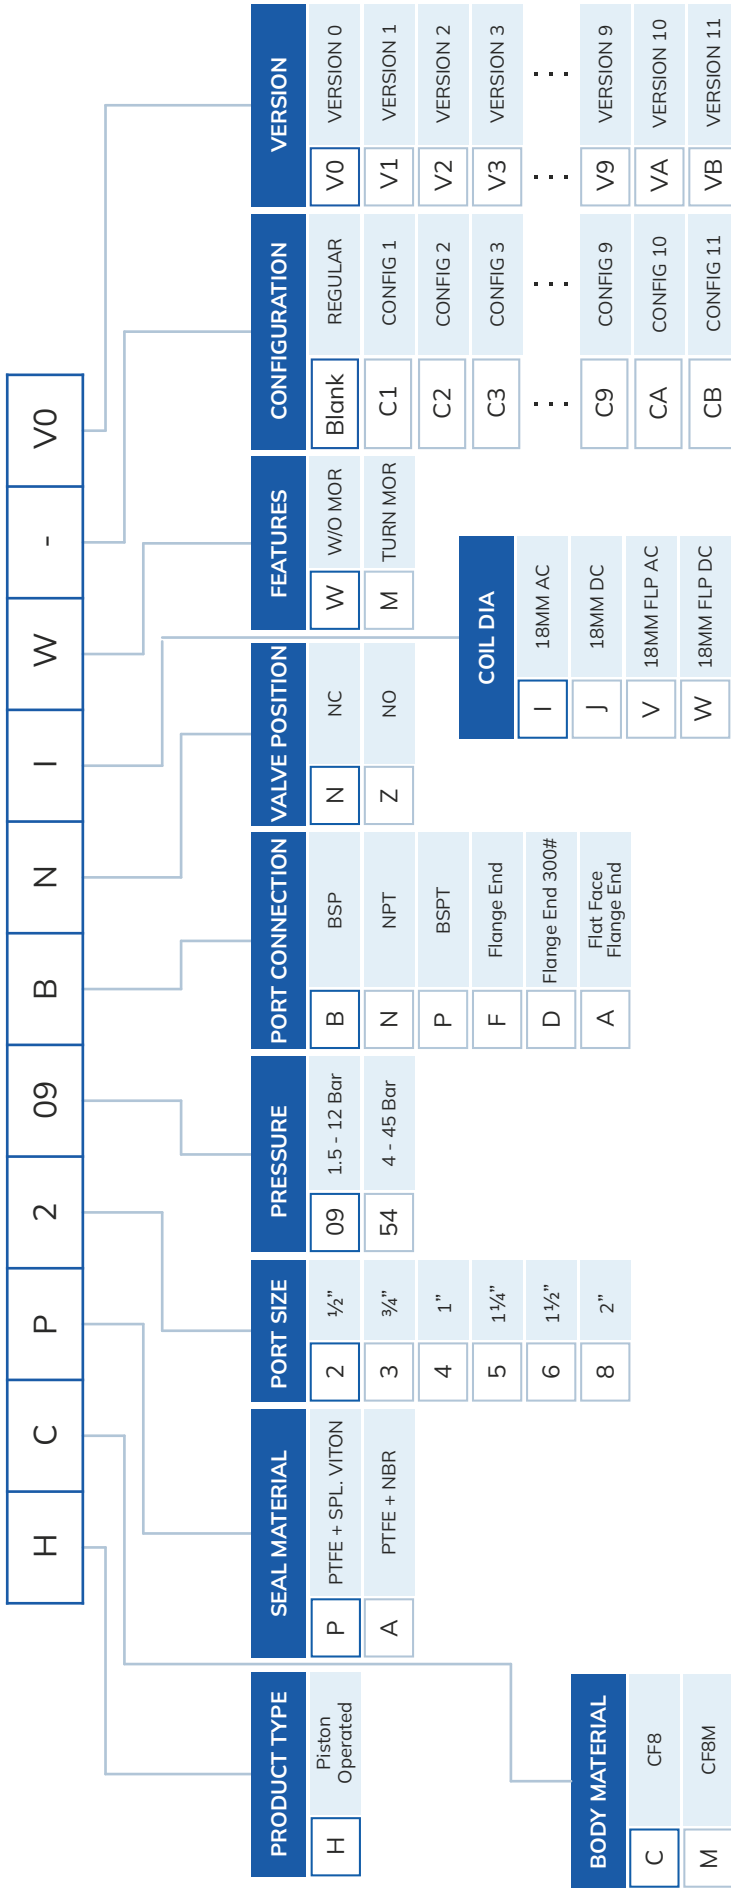 H C P 2 09 B N I W - V0
PRODUCT TYPE
H Piston
Operated
BODY MATERIAL
C CF8
M CF8M
SEAL MATERIAL
P PTFE + SPL. VITON
A PTFE + NBR
PORT SIZE
2 ½”
3 ¾”
4 1”
5 1¼”
6 1½”
8 2”
PRESSURE
09 1.5 - 12 Bar
54 4 - 45 Bar
PORT CONNECTION
B BSP
N NPT
P BSPT
F Flange End
D Flange End 300#
A Flat Face
Flange End
VALVE POSITION
N NC
Z NO
COIL DIA
I 18MM AC
J 18MM DC
V 18MM FLP AC
W 18MM FLP DC
FEATURES
W W/O MOR
M TURN MOR
CONFIGURATION
Blank REGULAR
C1 CONFIG 1
C2 CONFIG 2
C3 CONFIG 3
... ...
C9 CONFIG 9
CA CONFIG 10
CB CONFIG 11
VERSION
V0 VERSION 0
V1 VERSION 1
V2 VERSION 2
V3 VERSION 3
... ...
V9 VERSION 9
VA VERSION 10
VB VERSION 11